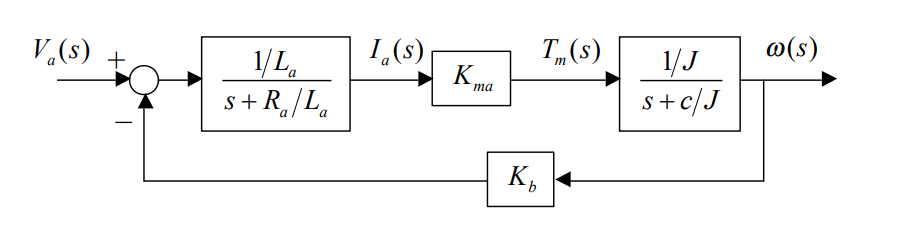 V_a(s) + I_a(s) T_m(s) ω(s)
1/L_a
s + R_a/L_a
K_ma
1/J
s + c/J
−
K_b